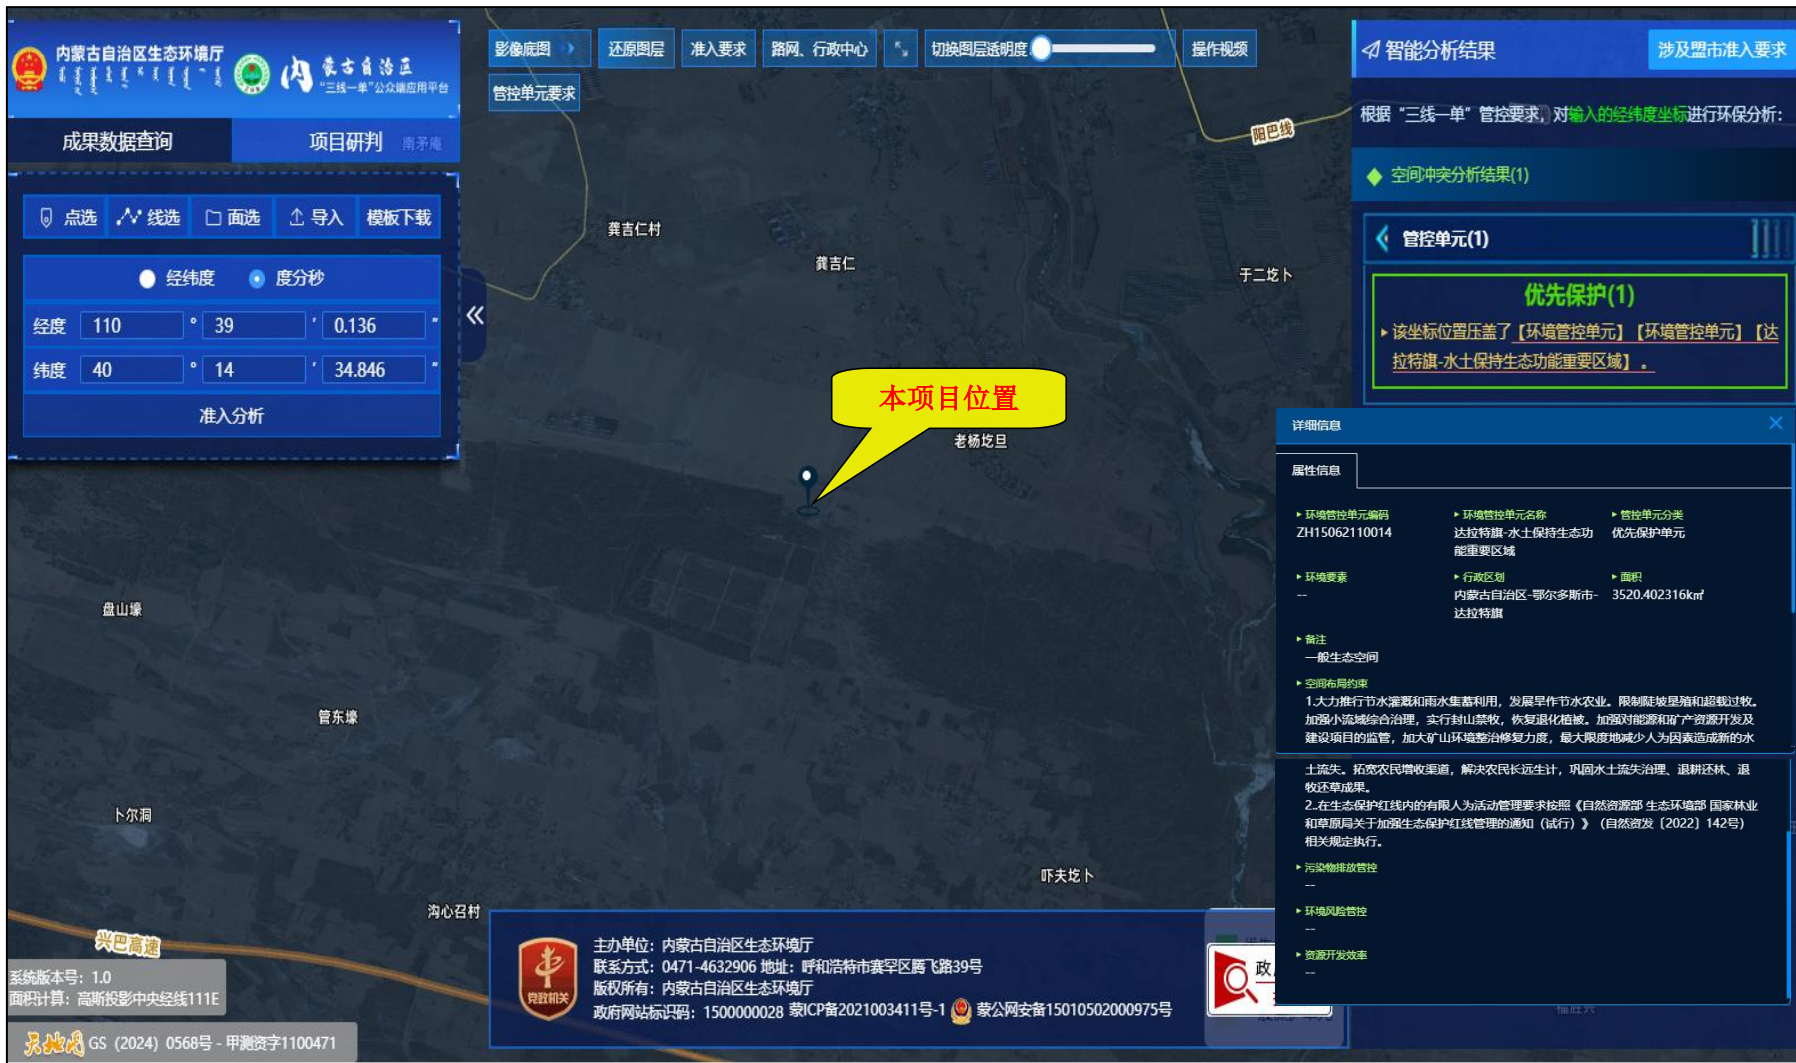 内蒙古自治区生态环境厅
内蒙古自治区
“三线一单”公众端应用平台
成果数据查询
项目研判
点选
线选
面选
导入
模板下载
经纬度
度分秒
经度 110 ° 39 ′ 0.136 ″
纬度 40 ° 14 ′ 34.846 ″
准入分析
影像底图
还原图层
准入要求
路网、行政中心
切换图层透明度
操作视频
管控单元要求
阳巴线
龚吉仁村
龚吉仁
于二圪卜
本项目位置
老杨圪旦
盘山壕
管东壕
卜尔洞
吓夫圪卜
沟心召村
兴巴高速
智能分析结果
涉及盟市准入要求
根据“三线一单”管控要求，对输入的经纬度坐标进行环保分析：
空间冲突分析结果(1)
管控单元(1)
优先保护(1)
该坐标位置压盖了【环境管控单元】【环境管控单元】【达
拉特旗-水土保持生态功能重要区域】。
详细信息
属性信息
环境管控单元编码
ZH15062110014
环境管控单元名称
达拉特旗-水土保持生态功
能重要区域
管控单元分类
优先保护单元
环境要素
--
行政区划
内蒙古自治区-鄂尔多斯市-
达拉特旗
面积
3520.402316k㎡
备注
一般生态空间
空间布局约束
1.大力推行节水灌溉和雨水集蓄利用，发展旱作节水农业。限制陡坡垦殖和超载过牧。
加强小流域综合治理，实行封山禁牧，恢复退化植被。加强对能源和矿产资源开发及
建设项目的监管，加大矿山环境整治修复力度，最大限度地减少人为因素造成新的水
土流失。拓宽农民增收渠道，解决农民长远生计，巩固水土流失治理、退耕还林、退
牧还草成果。
2..在生态保护红线内的有限人为活动管理要求按照《自然资源部 生态环境部 国家林业
和草原局关于加强生态保护红线管理的通知（试行）》（自然资发〔2022〕142号）
相关规定执行。
污染物排放管控
--
环境风险管控
--
资源开发效率
--
党政机关
主办单位：内蒙古自治区生态环境厅
联系方式：0471-4632906 地址：呼和浩特市赛罕区腾飞路39号
版权所有：内蒙古自治区生态环境厅
政府网站标识码：1500000028 蒙ICP备2021003411号-1 蒙公网安备15010502000975号
政
系统版本号：1.0
面积计算：高斯投影中央经线111E
天地图 GS（2024）0568号 - 甲测资字1100471